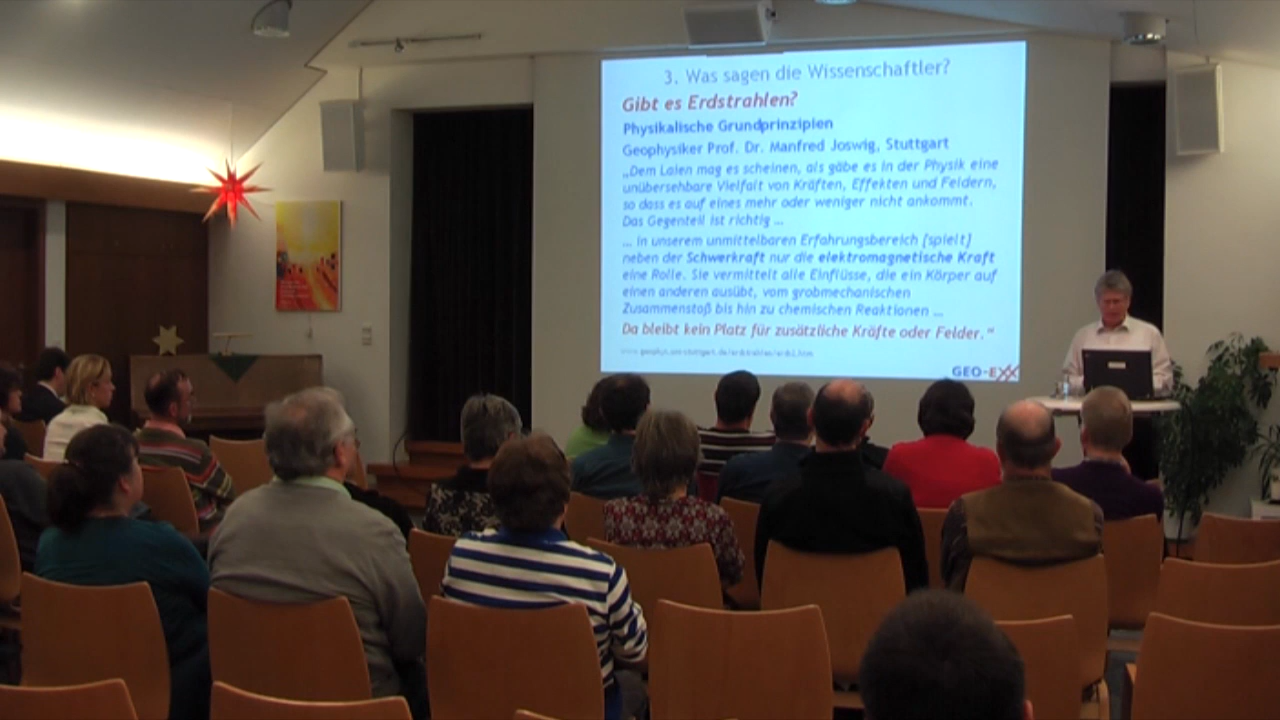 3. Was sagen die Wissenschaftler?
Gibt es Erdstrahlen?
Physikalische Grundprinzipien
Geophysiker Prof. Dr. Manfred Joswig, Stuttgart
„Dem Laien mag es scheinen, als gäbe es in der Physik eine
unübersehbare Vielfalt von Kräften, Effekten und Feldern,
so dass es auf eines mehr oder weniger nicht ankommt.
Das Gegenteil ist richtig …
… in unserem unmittelbaren Erfahrungsbereich [spielt]
neben der Schwerkraft nur die elektromagnetische Kraft
eine Rolle. Sie vermittelt alle Einflüsse, die ein Körper auf
einen anderen ausübt, vom grobmechanischen
Zusammenstoß bis hin zu chemischen Reaktionen …
Da bleibt kein Platz für zusätzliche Kräfte oder Felder."
GEO-EXX